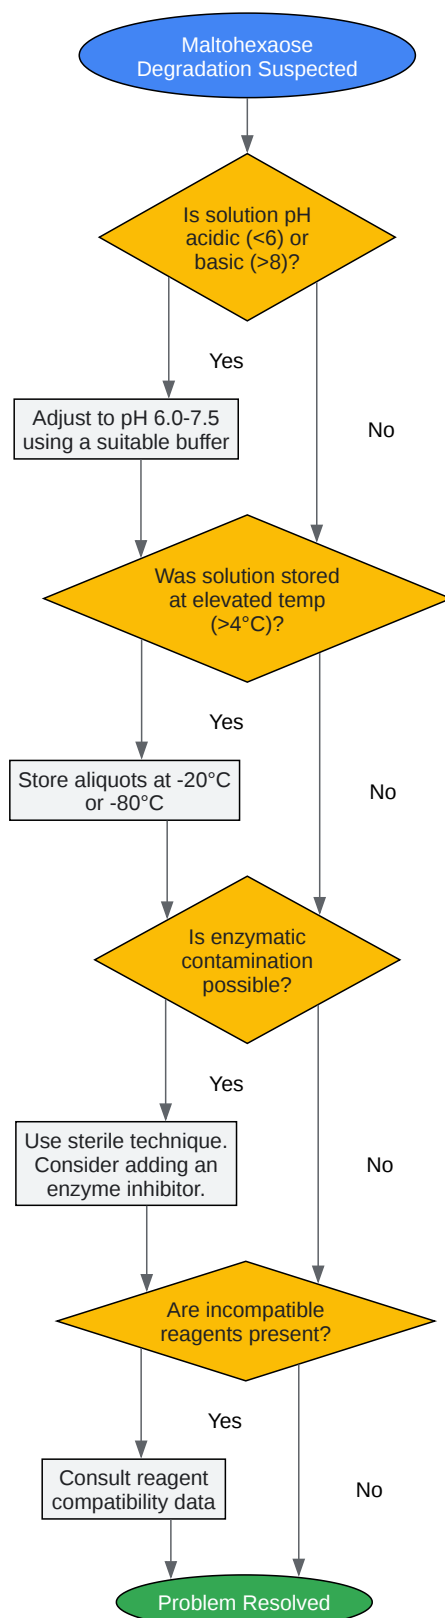 Maltohexaose
Degradation Suspected
Is solution pH
acidic (<6) or
basic (>8)?
Yes
No
Adjust to pH 6.0-7.5
using a suitable buffer
Was solution stored
at elevated temp
(>4°C)?
Yes
No
Store aliquots at -20°C
or -80°C
Is enzymatic
contamination
possible?
Yes
No
Use sterile technique.
Consider adding an
enzyme inhibitor.
Are incompatible
reagents present?
Yes
No
Consult reagent
compatibility data
Problem Resolved